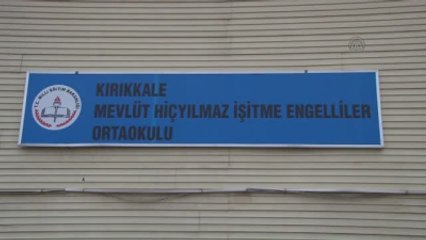 KIRIKKALE
MEVLÜT HİÇYILMAZ İŞİTME ENGELLİLER
ORTAOKULU